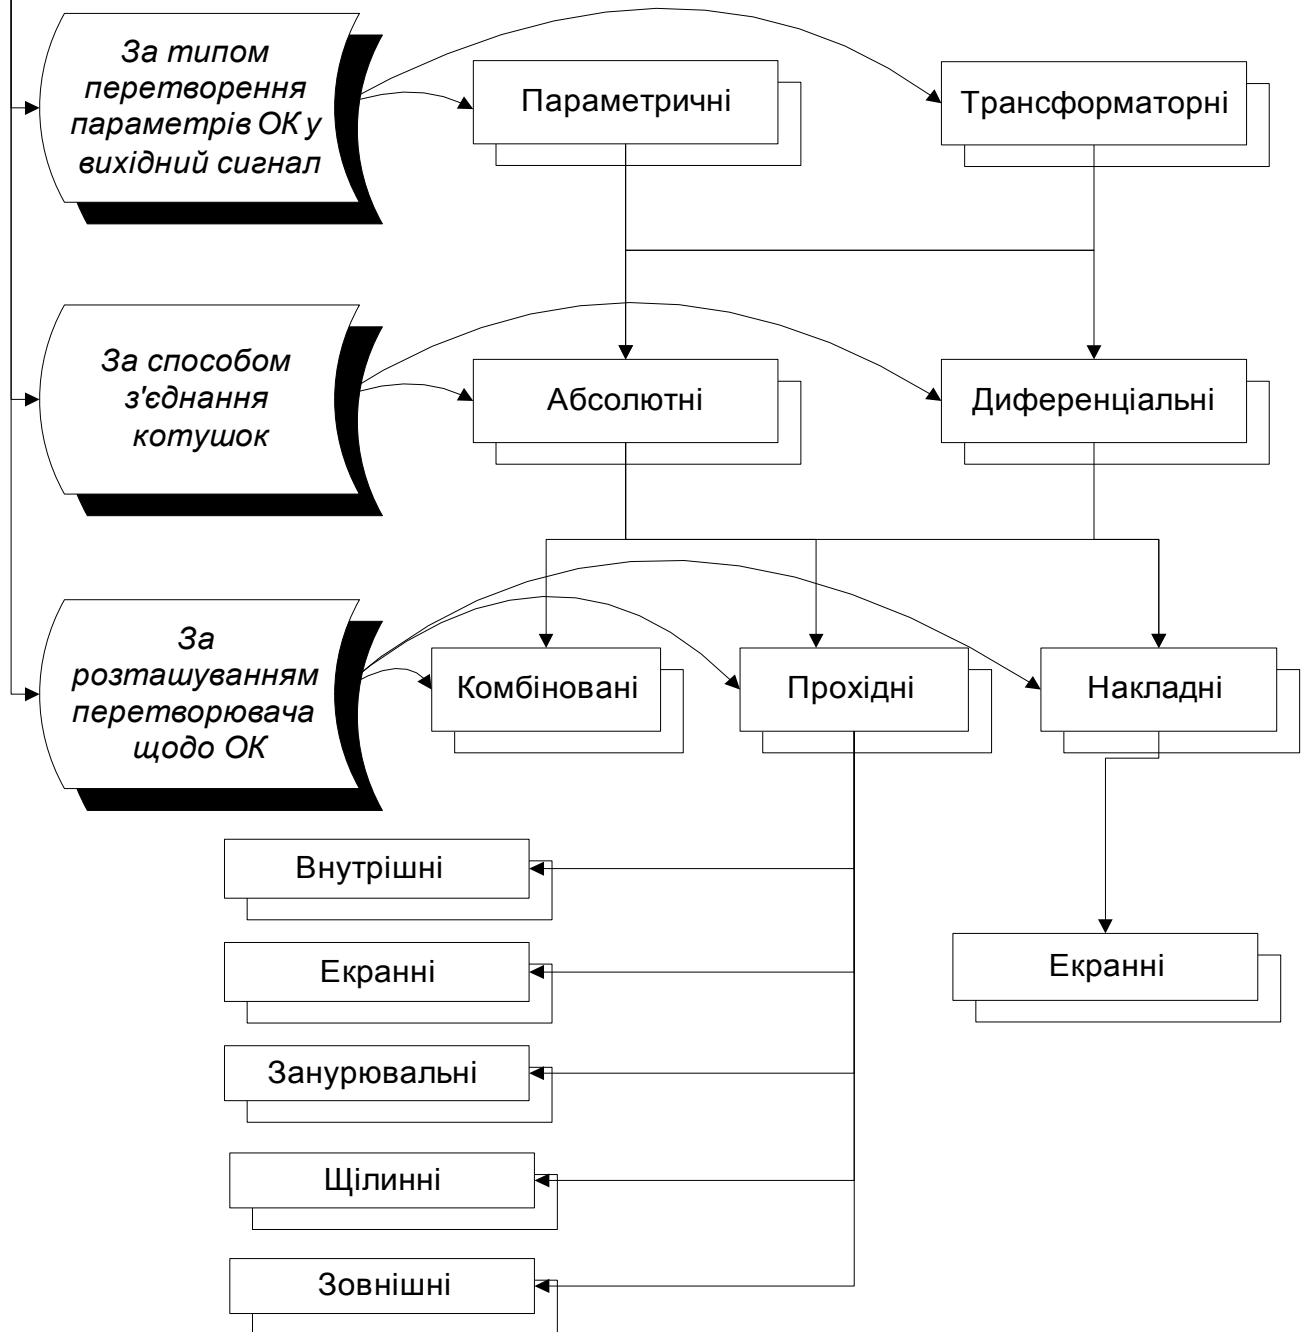 За типом
перетворення
параметрів ОК у
вихідний сигнал
Параметричні
Трансформаторні
За способом
з'єднання
котушок
Абсолютні
Диференціальні
За
розташуванням
перетворювача
щодо ОК
Комбіновані
Прохідні
Накладні
Внутрішні
Екранні
Занурювальні
Щілинні
Зовнішні
Екранні